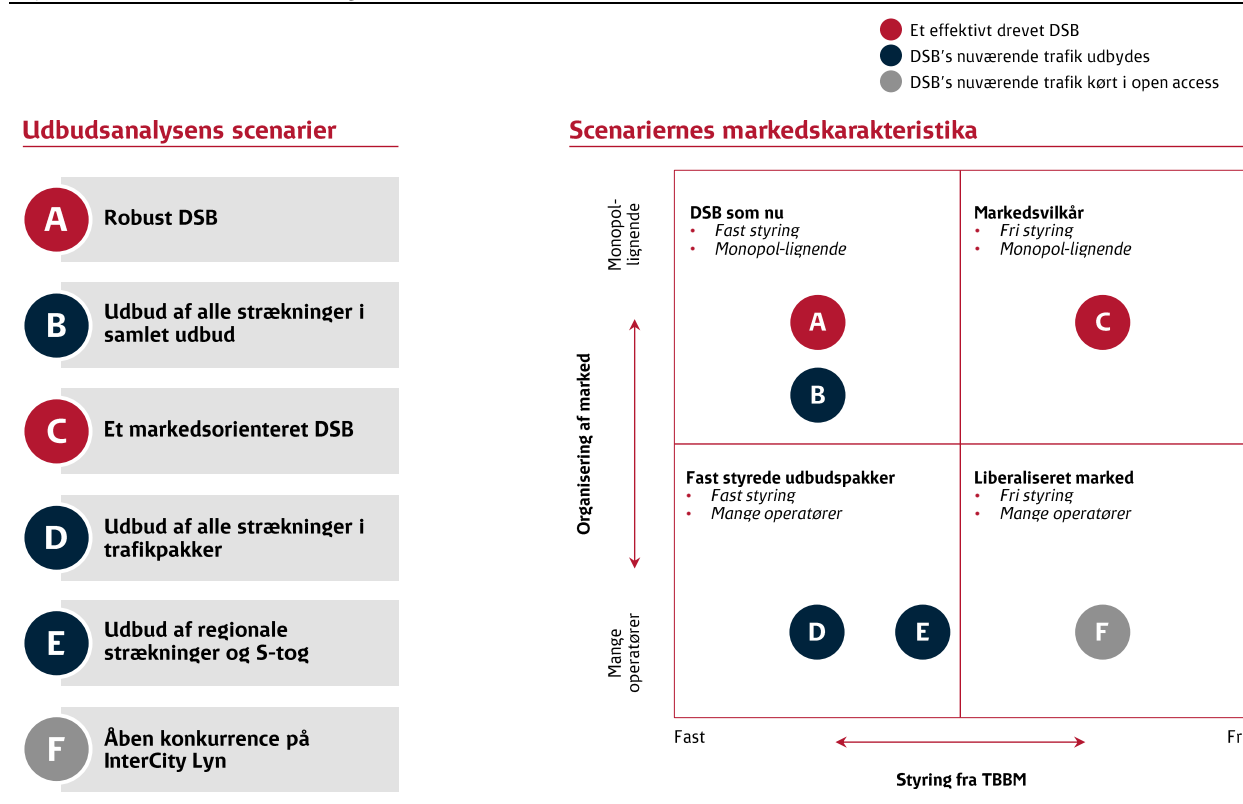 Et effektivt drevet DSB
DSB's nuværende trafik udbydes
DSB's nuværende trafik kørt i open access
Udbudsanalysens scenarier
A
Robust DSB
B
Udbud af alle strækninger i
samlet udbud
C
Et markedsorienteret DSB
D
Udbud af alle strækninger i
trafikpakker
E
Udbud af regionale
strækninger og S-tog
F
Åben konkurrence på
InterCity Lyn
Scenariernes markedskarakteristika
Monopol-
lignende
Organisering af marked
Mange
operatører
DSB som nu
• Fast styring
• Monopol-lignende
A
B
Markedsvilkår
• Fri styring
• Monopol-lignende
C
Fast styrede udbudspakker
• Fast styring
• Mange operatører
D
E
Liberaliseret marked
• Fri styring
• Mange operatører
F
Fast
Styring fra TBBM